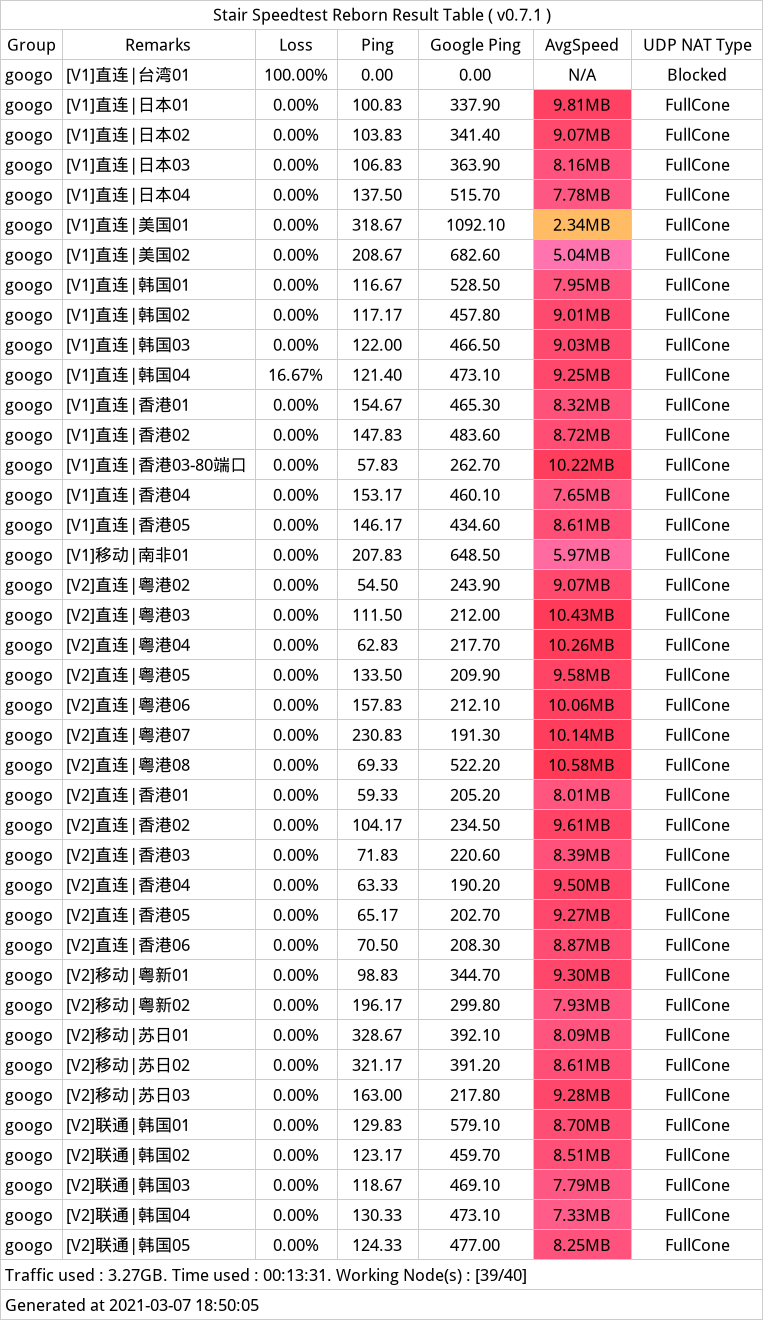 Stair Speedtest Reborn Result Table ( v0.7.1 )
Group Remarks Loss Ping Google Ping AvgSpeed UDP NAT Type
googo [V1]直连|台湾01 100.00% 0.00 0.00 N/A Blocked
googo [V1]直连|日本01 0.00% 100.83 337.90 9.81MB FullCone
googo [V1]直连|日本02 0.00% 103.83 341.40 9.07MB FullCone
googo [V1]直连|日本03 0.00% 106.83 363.90 8.16MB FullCone
googo [V1]直连|日本04 0.00% 137.50 515.70 7.78MB FullCone
googo [V1]直连|美国01 0.00% 318.67 1092.10 2.34MB FullCone
googo [V1]直连|美国02 0.00% 208.67 682.60 5.04MB FullCone
googo [V1]直连|韩国01 0.00% 116.67 528.50 7.95MB FullCone
googo [V1]直连|韩国02 0.00% 117.17 457.80 9.01MB FullCone
googo [V1]直连|韩国03 0.00% 122.00 466.50 9.03MB FullCone
googo [V1]直连|韩国04 16.67% 121.40 473.10 9.25MB FullCone
googo [V1]直连|香港01 0.00% 154.67 465.30 8.32MB FullCone
googo [V1]直连|香港02 0.00% 147.83 483.60 8.72MB FullCone
googo [V1]直连|香港03-80端口 0.00% 57.83 262.70 10.22MB FullCone
googo [V1]直连|香港04 0.00% 153.17 460.10 7.65MB FullCone
googo [V1]直连|香港05 0.00% 146.17 434.60 8.61MB FullCone
googo [V1]移动|南非01 0.00% 207.83 648.50 5.97MB FullCone
googo [V2]直连|粤港02 0.00% 54.50 243.90 9.07MB FullCone
googo [V2]直连|粤港03 0.00% 111.50 212.00 10.43MB FullCone
googo [V2]直连|粤港04 0.00% 62.83 217.70 10.26MB FullCone
googo [V2]直连|粤港05 0.00% 133.50 209.90 9.58MB FullCone
googo [V2]直连|粤港06 0.00% 157.83 212.10 10.06MB FullCone
googo [V2]直连|粤港07 0.00% 230.83 191.30 10.14MB FullCone
googo [V2]直连|粤港08 0.00% 69.33 522.20 10.58MB FullCone
googo [V2]直连|香港01 0.00% 59.33 205.20 8.01MB FullCone
googo [V2]直连|香港02 0.00% 104.17 234.50 9.61MB FullCone
googo [V2]直连|香港03 0.00% 71.83 220.60 8.39MB FullCone
googo [V2]直连|香港04 0.00% 63.33 190.20 9.50MB FullCone
googo [V2]直连|香港05 0.00% 65.17 202.70 9.27MB FullCone
googo [V2]直连|香港06 0.00% 70.50 208.30 8.87MB FullCone
googo [V2]移动|粤新01 0.00% 98.83 344.70 9.30MB FullCone
googo [V2]移动|粤新02 0.00% 196.17 299.80 7.93MB FullCone
googo [V2]移动|苏日01 0.00% 328.67 392.10 8.09MB FullCone
googo [V2]移动|苏日02 0.00% 321.17 391.20 8.61MB FullCone
googo [V2]移动|苏日03 0.00% 163.00 217.80 9.28MB FullCone
googo [V2]联通|韩国01 0.00% 129.83 579.10 8.70MB FullCone
googo [V2]联通|韩国02 0.00% 123.17 459.70 8.51MB FullCone
googo [V2]联通|韩国03 0.00% 118.67 469.10 7.79MB FullCone
googo [V2]联通|韩国04 0.00% 130.33 473.10 7.33MB FullCone
googo [V2]联通|韩国05 0.00% 124.33 477.00 8.25MB FullCone
Traffic used : 3.27GB. Time used : 00:13:31. Working Node(s) : [39/40]
Generated at 2021-03-07 18:50:05